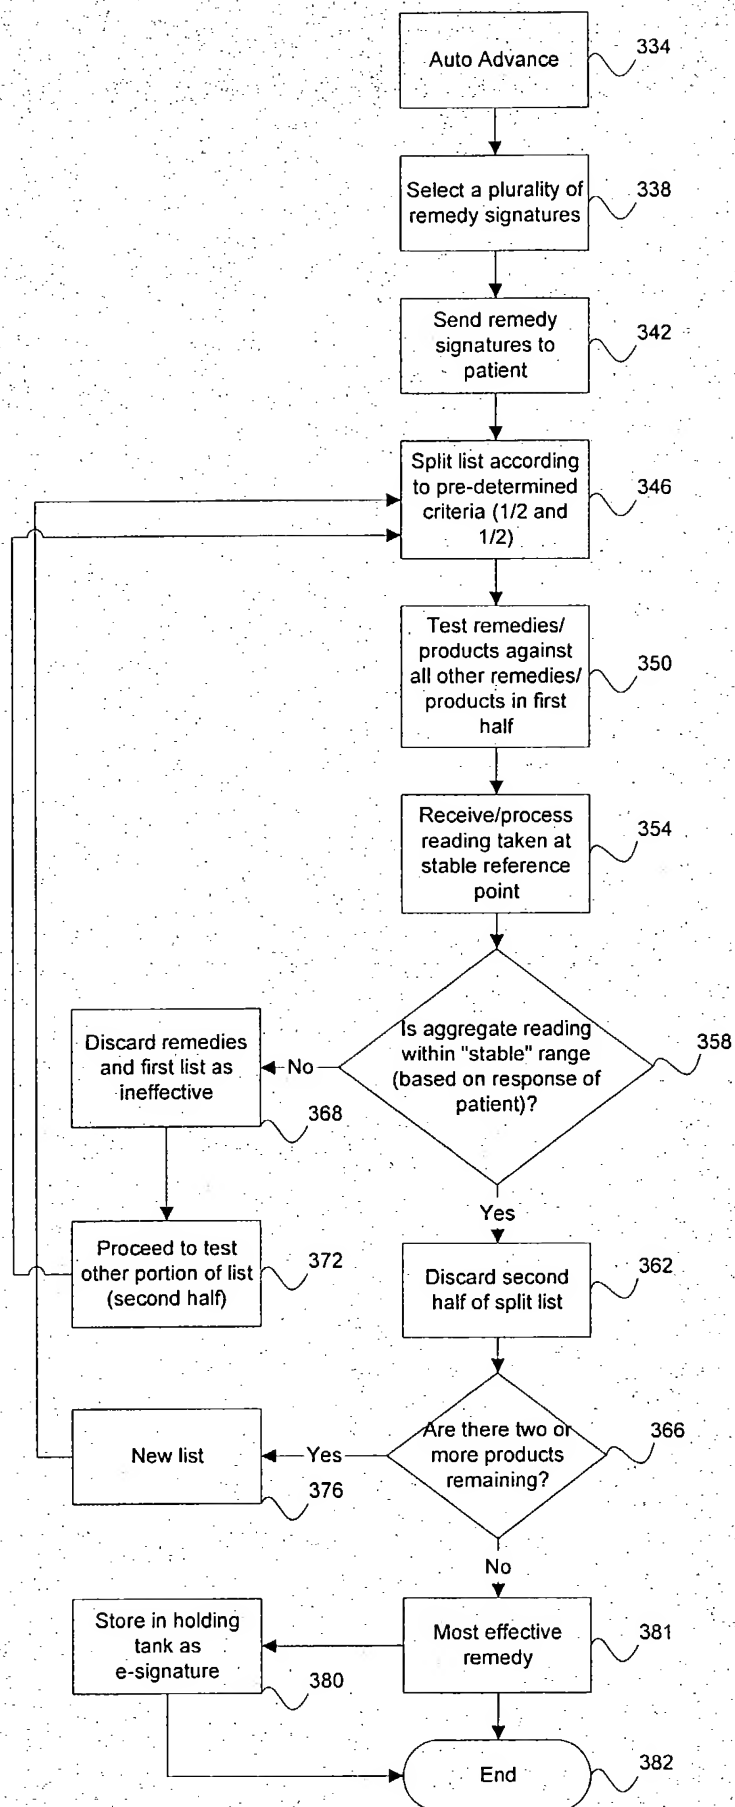 Auto Advance
334
Select a plurality of
remedy signatures
338
Send remedy
signatures to
patient
342
Split list according
to pre-determined
criteria (1/2 and
1/2)
346
Test remedies/
products against
all other remedies/
products in first
half
350
Receive/process
reading taken at
stable reference
point
354
Is aggregate reading
within "stable" range
(based on response of
patient)?
358
No
Discard remedies
and first list as
ineffective
368
Yes
Proceed to test
other portion of list
(second half)
372
Discard second
half of split list
362
Are there two or
more products
remaining?
366
Yes
New list
376
No
Store in holding
tank as
e-signature
380
Most effective
remedy
381
End
382